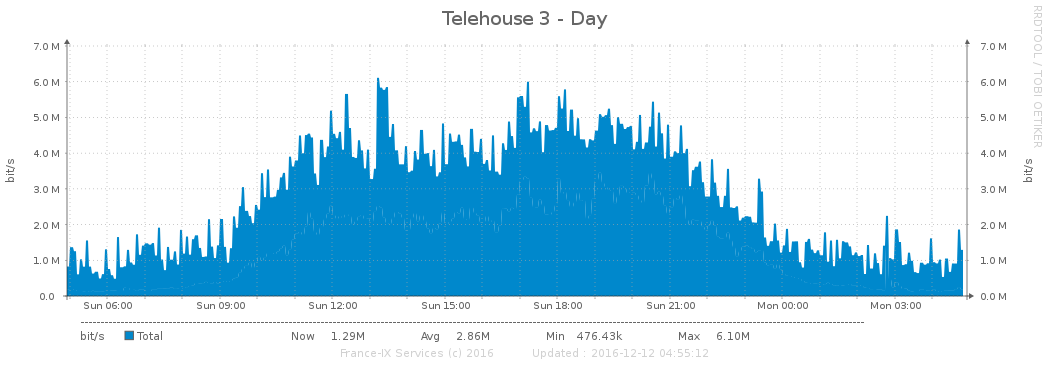 Telehouse 3 - Day
RRDTOOL / TOBI OETIKER
bit/s
bit/s
7.0 M 7.0 M
6.0 M 6.0 M
5.0 M 5.0 M
4.0 M 4.0 M
3.0 M 3.0 M
2.0 M 2.0 M
1.0 M 1.0 M
0.0 0.0 M
Sun 06:00 Sun 09:00 Sun 12:00 Sun 15:00 Sun 18:00 Sun 21:00 Mon 00:00 Mon 03:00
bit/s Total Now 1.29M Avg 2.86M Min 476.43k Max 6.10M
France-IX Services (c) 2016 Updated : 2016-12-12 04:55:12